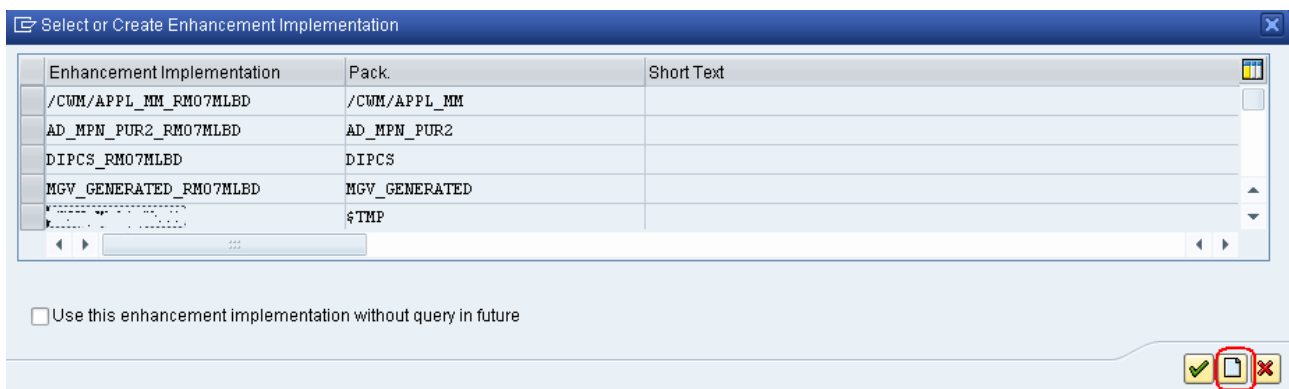 Select or Create Enhancement Implementation
Enhancement Implementation Pack. Short Text
/CWM/APPL_MM_RM07MLBD /CWM/APPL_MM
AD_MPN_PUR2_RM07MLBD AD_MPN_PUR2
DIPCS_RM07MLBD DIPCS
MGV_GENERATED_RM07MLBD MGV_GENERATED
$TMP
Use this enhancement implementation without query in future